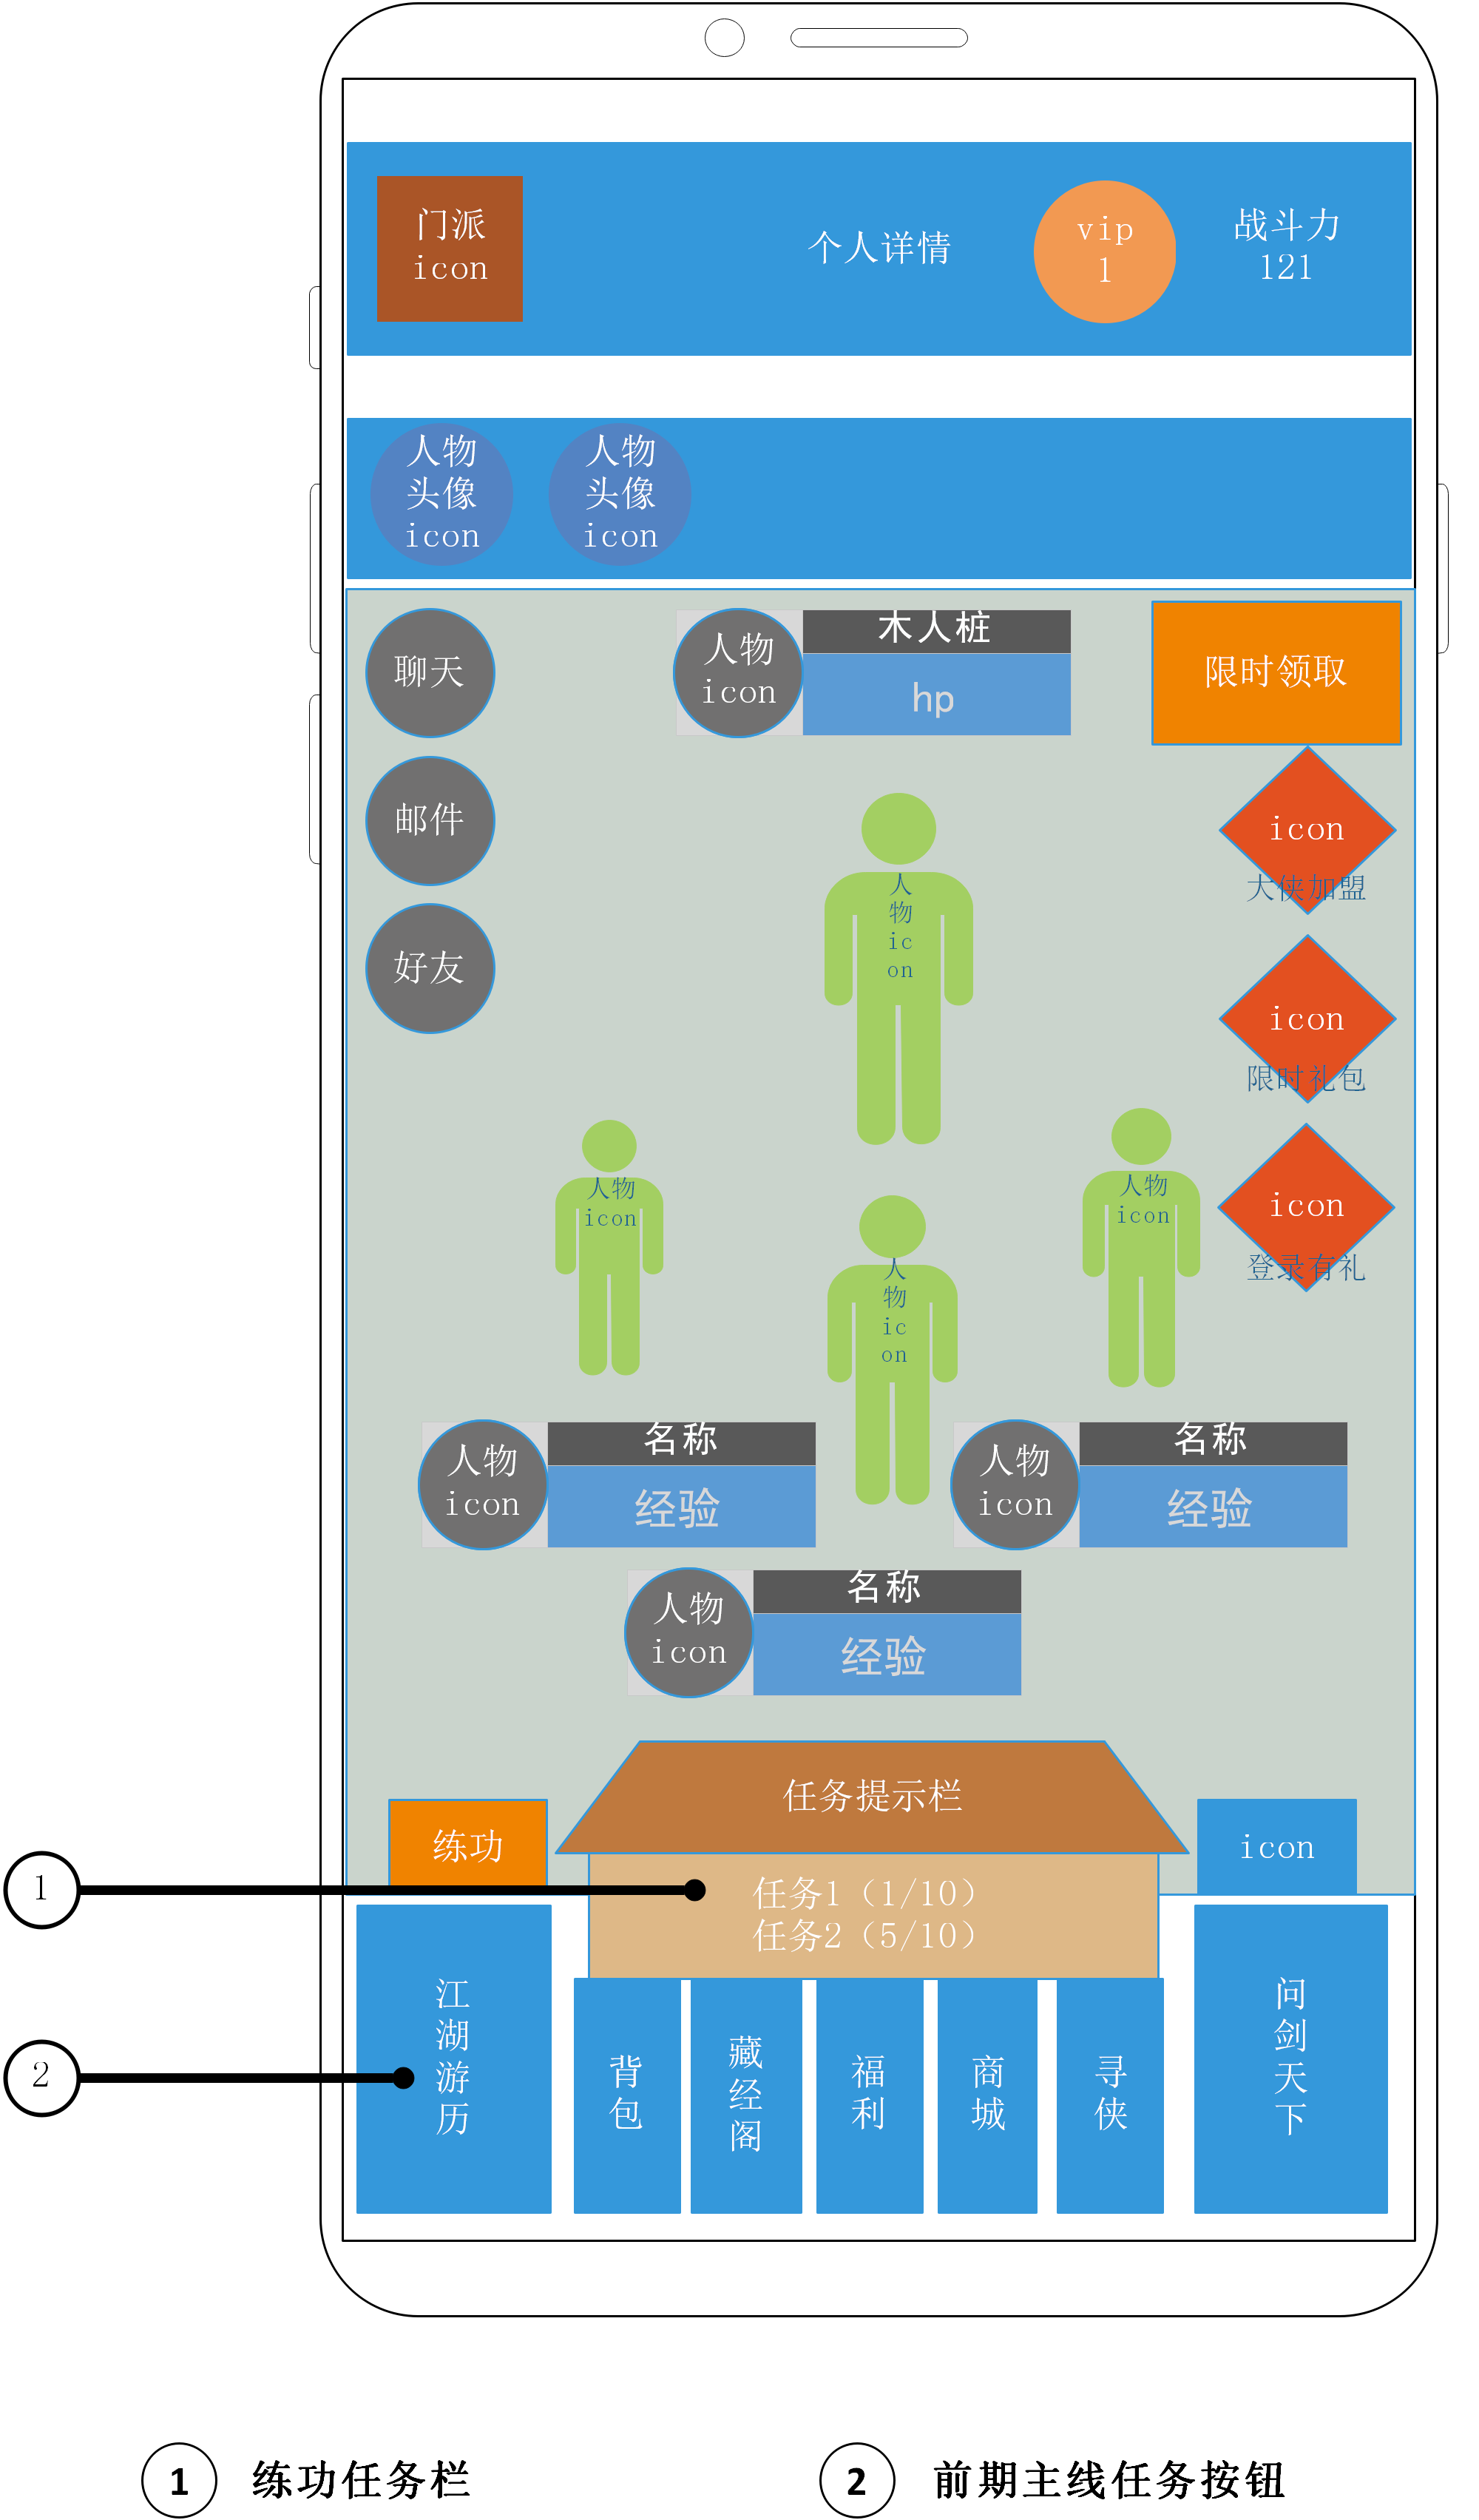 门派
icon
个人详情
vip
1
战斗力
121
人物
头像
icon
人物
头像
icon
聊天
人物
icon
木人桩
hp
限时领取
邮件
icon
大侠加盟
人
物
ic
on
好友
icon
限时礼包
人物
icon
人物
icon
icon
登录有礼
人
物
ic
on
人物
icon
名称
经验
人物
icon
名称
经验
人物
icon
名称
经验
任务提示栏
练功
icon
1
任务1（1/10）
任务2（5/10）
2
江
湖
游
历
背
包
藏
经
阁
福
利
商
城
寻
侠
问
剑
天
下
1 练功任务栏
2 前期主线任务按钮